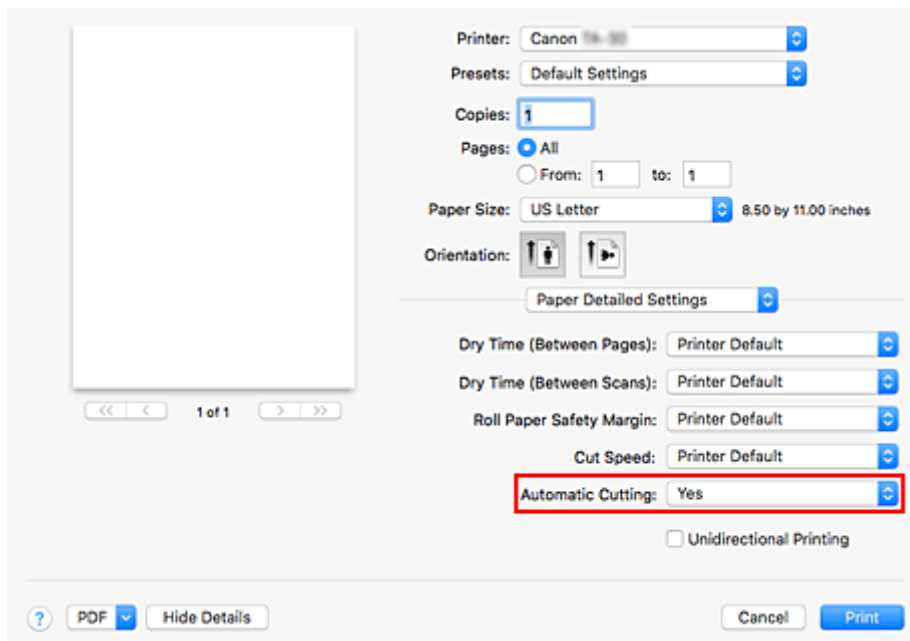 Printer: Canon
Presets: Default Settings
Copies: 1
Pages: All
From: 1 to: 1
Paper Size: US Letter 8.50 by 11.00 inches
Orientation:
Paper Detailed Settings
Dry Time (Between Pages): Printer Default
Dry Time (Between Scans): Printer Default
Roll Paper Safety Margin: Printer Default
Cut Speed: Printer Default
Automatic Cutting: Yes
Unidirectional Printing
1 of 1
? PDF Hide Details Cancel Print